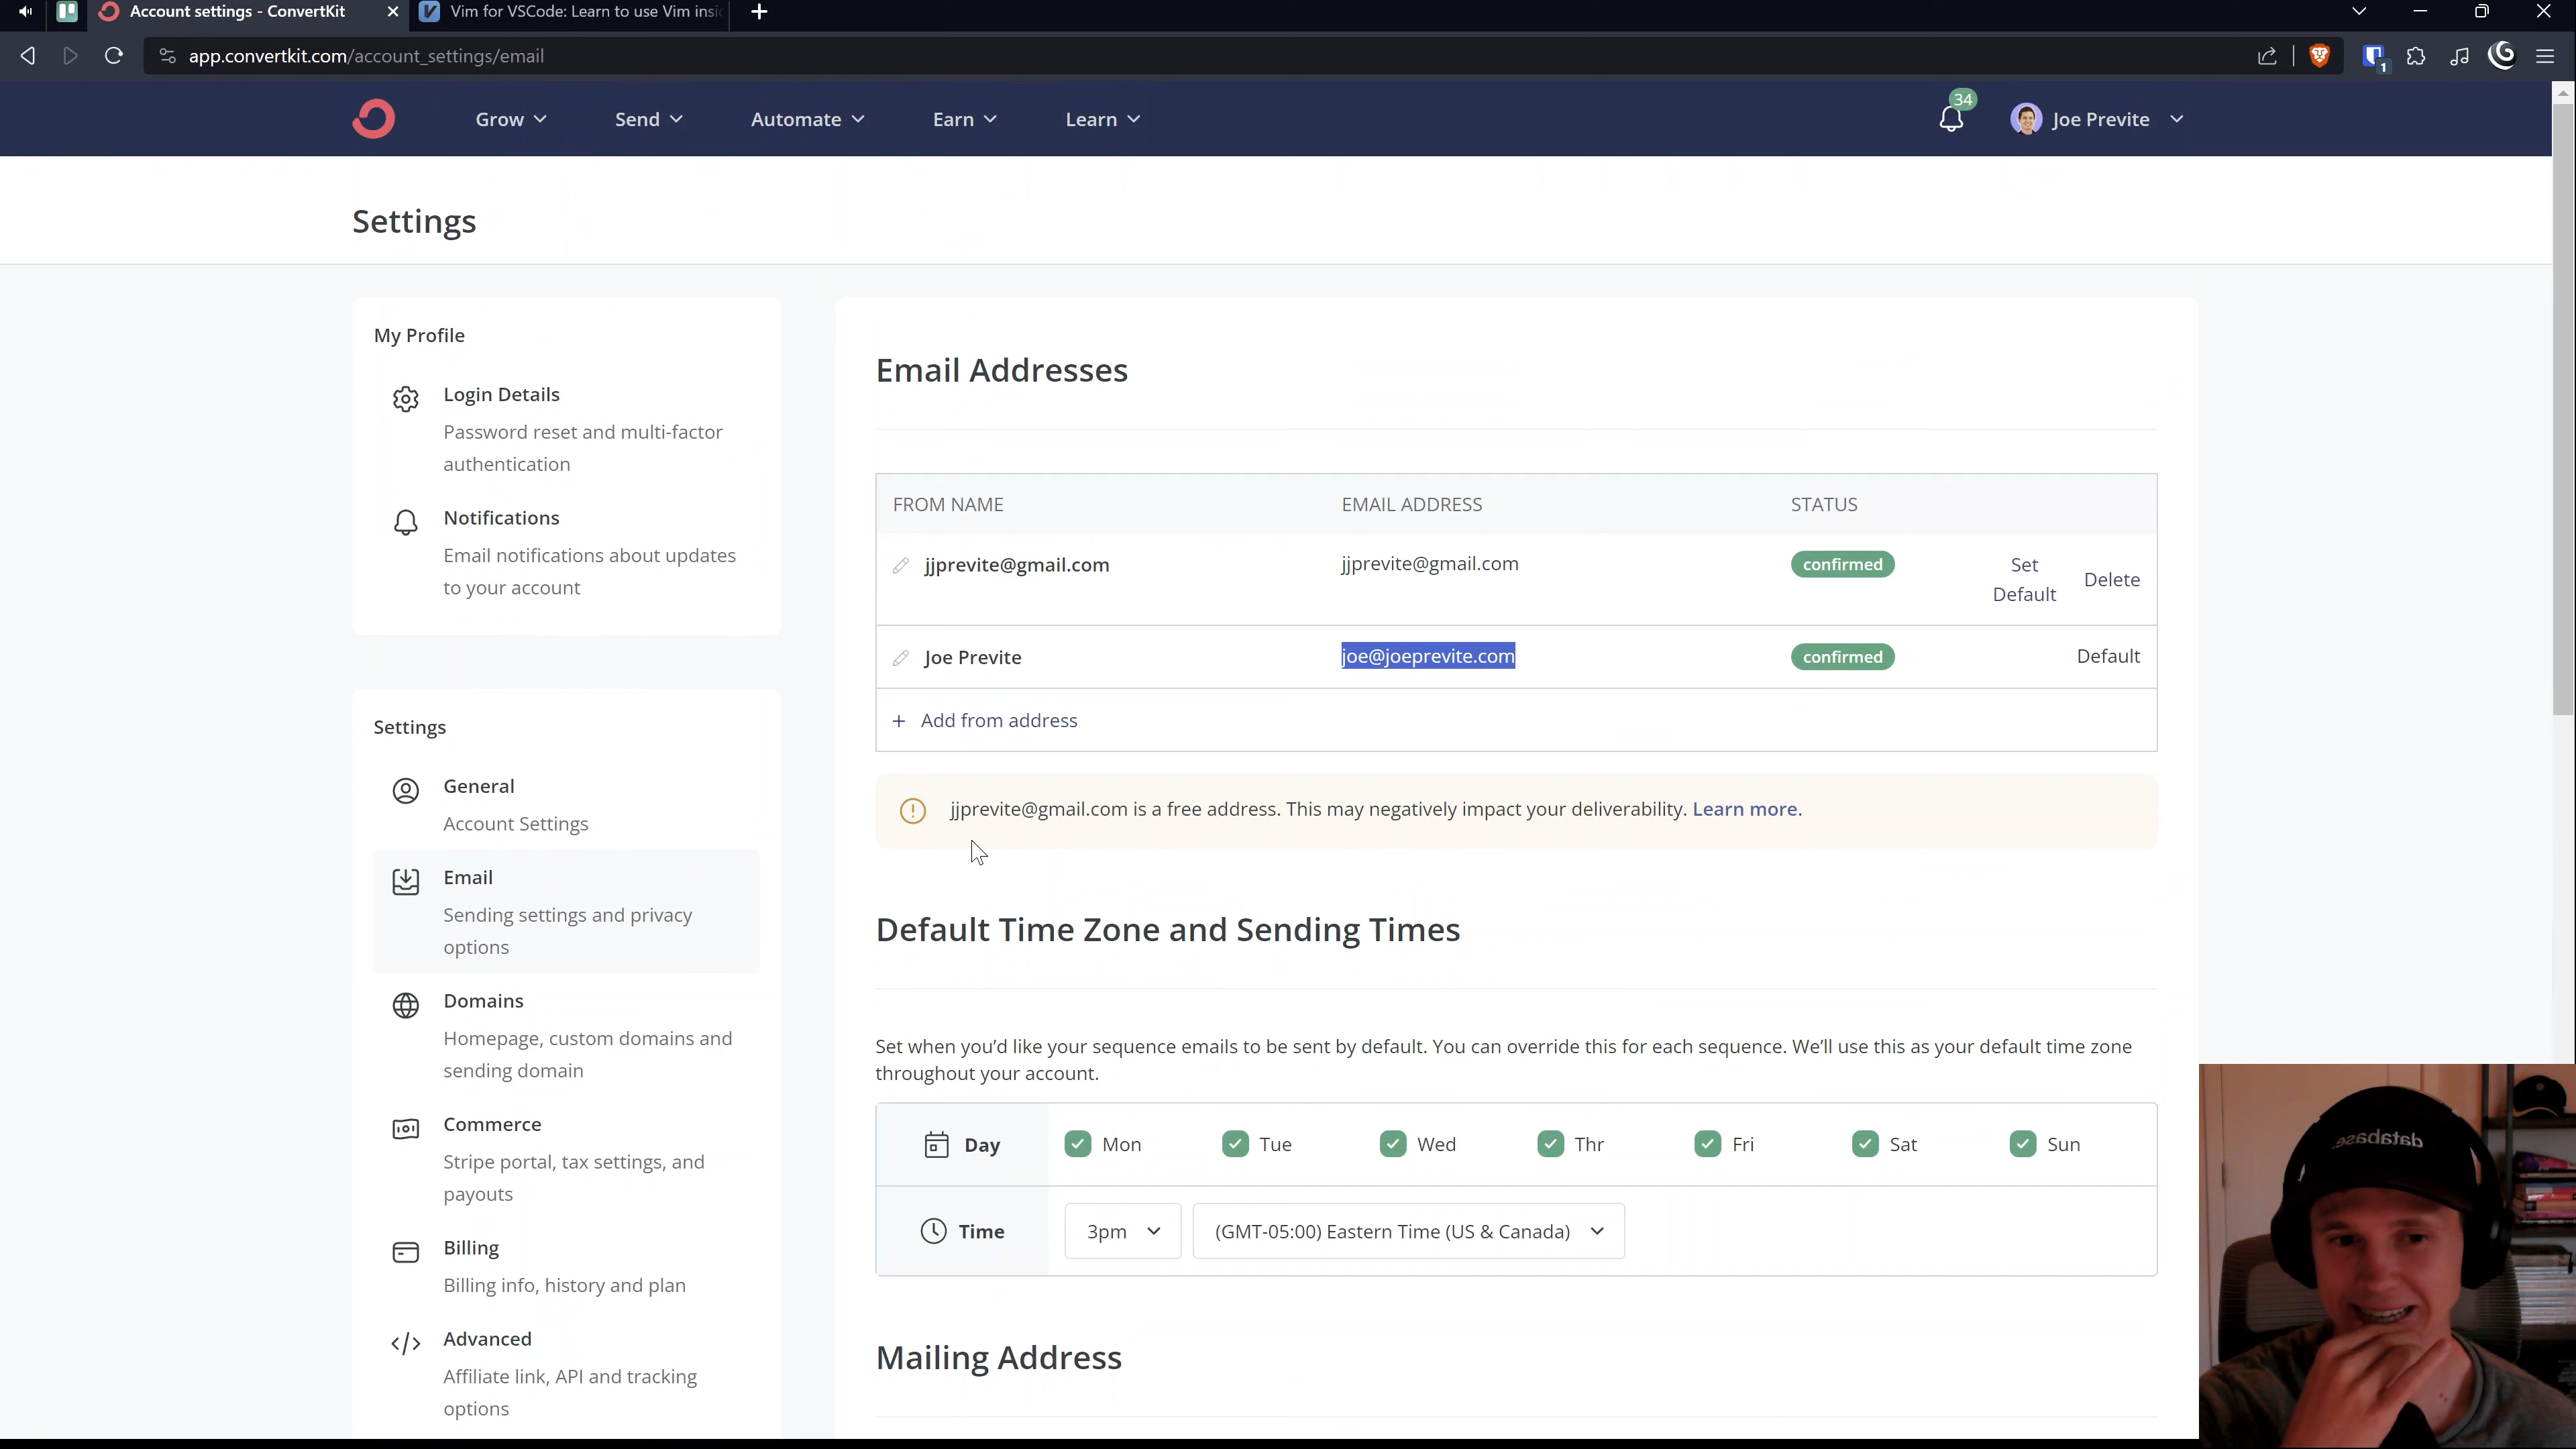 Account settings - ConvertKit
Vim for VSCode: Learn to use Vim insi
app.convertkit.com/account_settings/email
1
Grow
Send
Automate
Earn
Learn
34
Joe Previte
Settings
My Profile
Login Details
Password reset and multi-factor
authentication
Notifications
Email notifications about updates
to your account
Settings
General
Account Settings
Email
Sending settings and privacy
options
Domains
Homepage, custom domains and
sending domain
Commerce
Stripe portal, tax settings, and
payouts
Billing
Billing info, history and plan
Advanced
Affiliate link, API and tracking
options
Email Addresses
FROM NAME EMAIL ADDRESS STATUS
jjprevite@gmail.com jjprevite@gmail.com confirmed Set
Default Delete
Joe Previte joe@joeprevite.com confirmed Default
+ Add from address
jjprevite@gmail.com is a free address. This may negatively impact your deliverability. Learn more.
Default Time Zone and Sending Times
Set when you'd like your sequence emails to be sent by default. You can override this for each sequence. We'll use this as your default time zone
throughout your account.
Day Mon Tue Wed Thr Fri Sat Sun
Time 3pm (GMT-05:00) Eastern Time (US & Canada)
Mailing Address
database